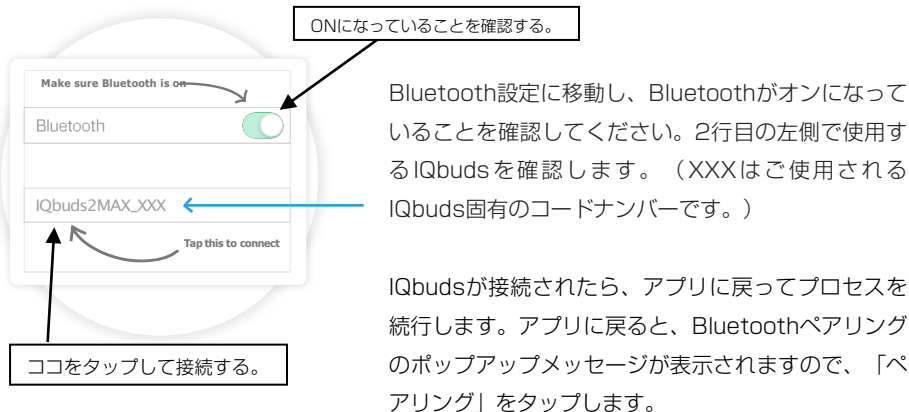 ONになっていることを確認する。
Make sure Bluetooth is on
Bluetooth
IQbuds2MAX_XXX
Tap this to connect
ココをタップして接続する。
Bluetooth設定に移動し、Bluetoothがオンになって
いることを確認してください。2行目の左側で使用す
るIQbudsを確認します。（XXXはご使用される
IQbuds固有のコードナンバーです。）
IQbudsが接続されたら、アプリに戻ってプロセスを
続行します。アプリに戻ると、Bluetoothペアリング
のポップアップメッセージが表示されますので、「ペ
アリング」をタップします。